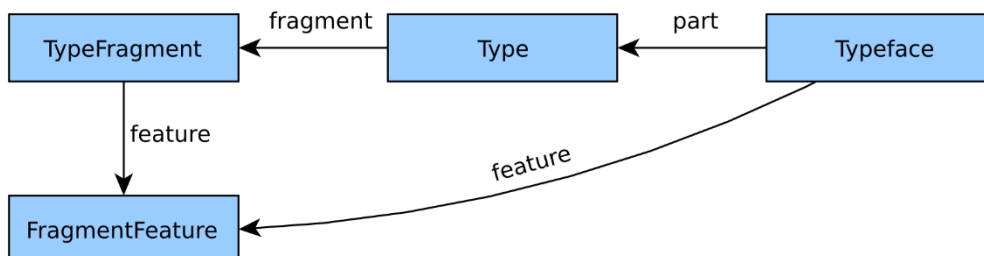 fragment
part
TypeFragment
Type
Typeface
feature
feature
FragmentFeature